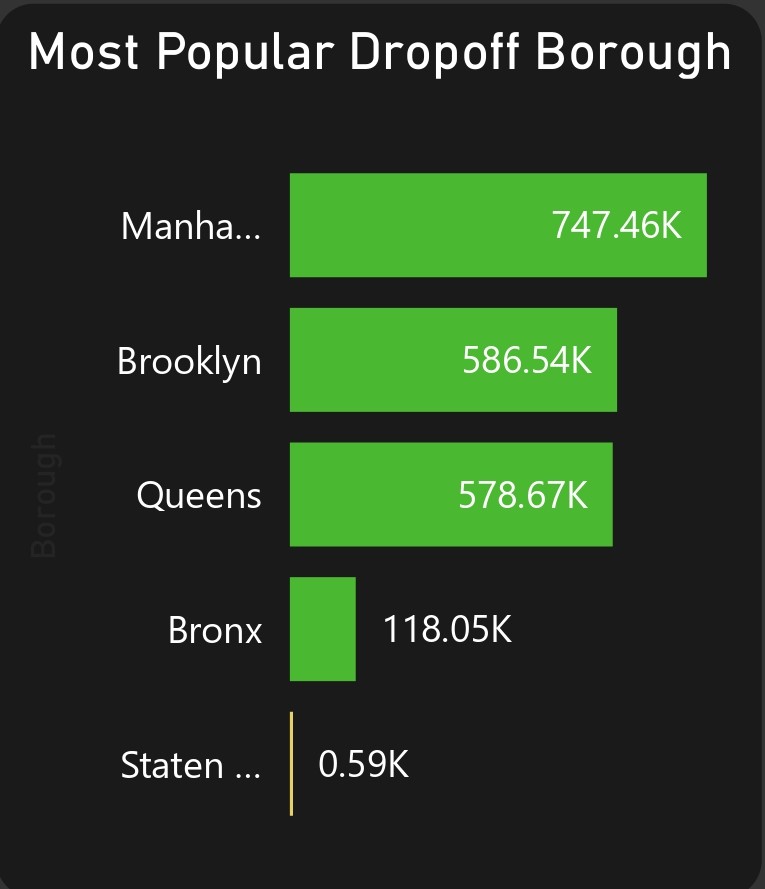 Most Popular Dropoff Borough
Manha...
747.46K
Brooklyn
586.54K
Queens
578.67K
Borough
Bronx
118.05K
Staten ...
0.59K